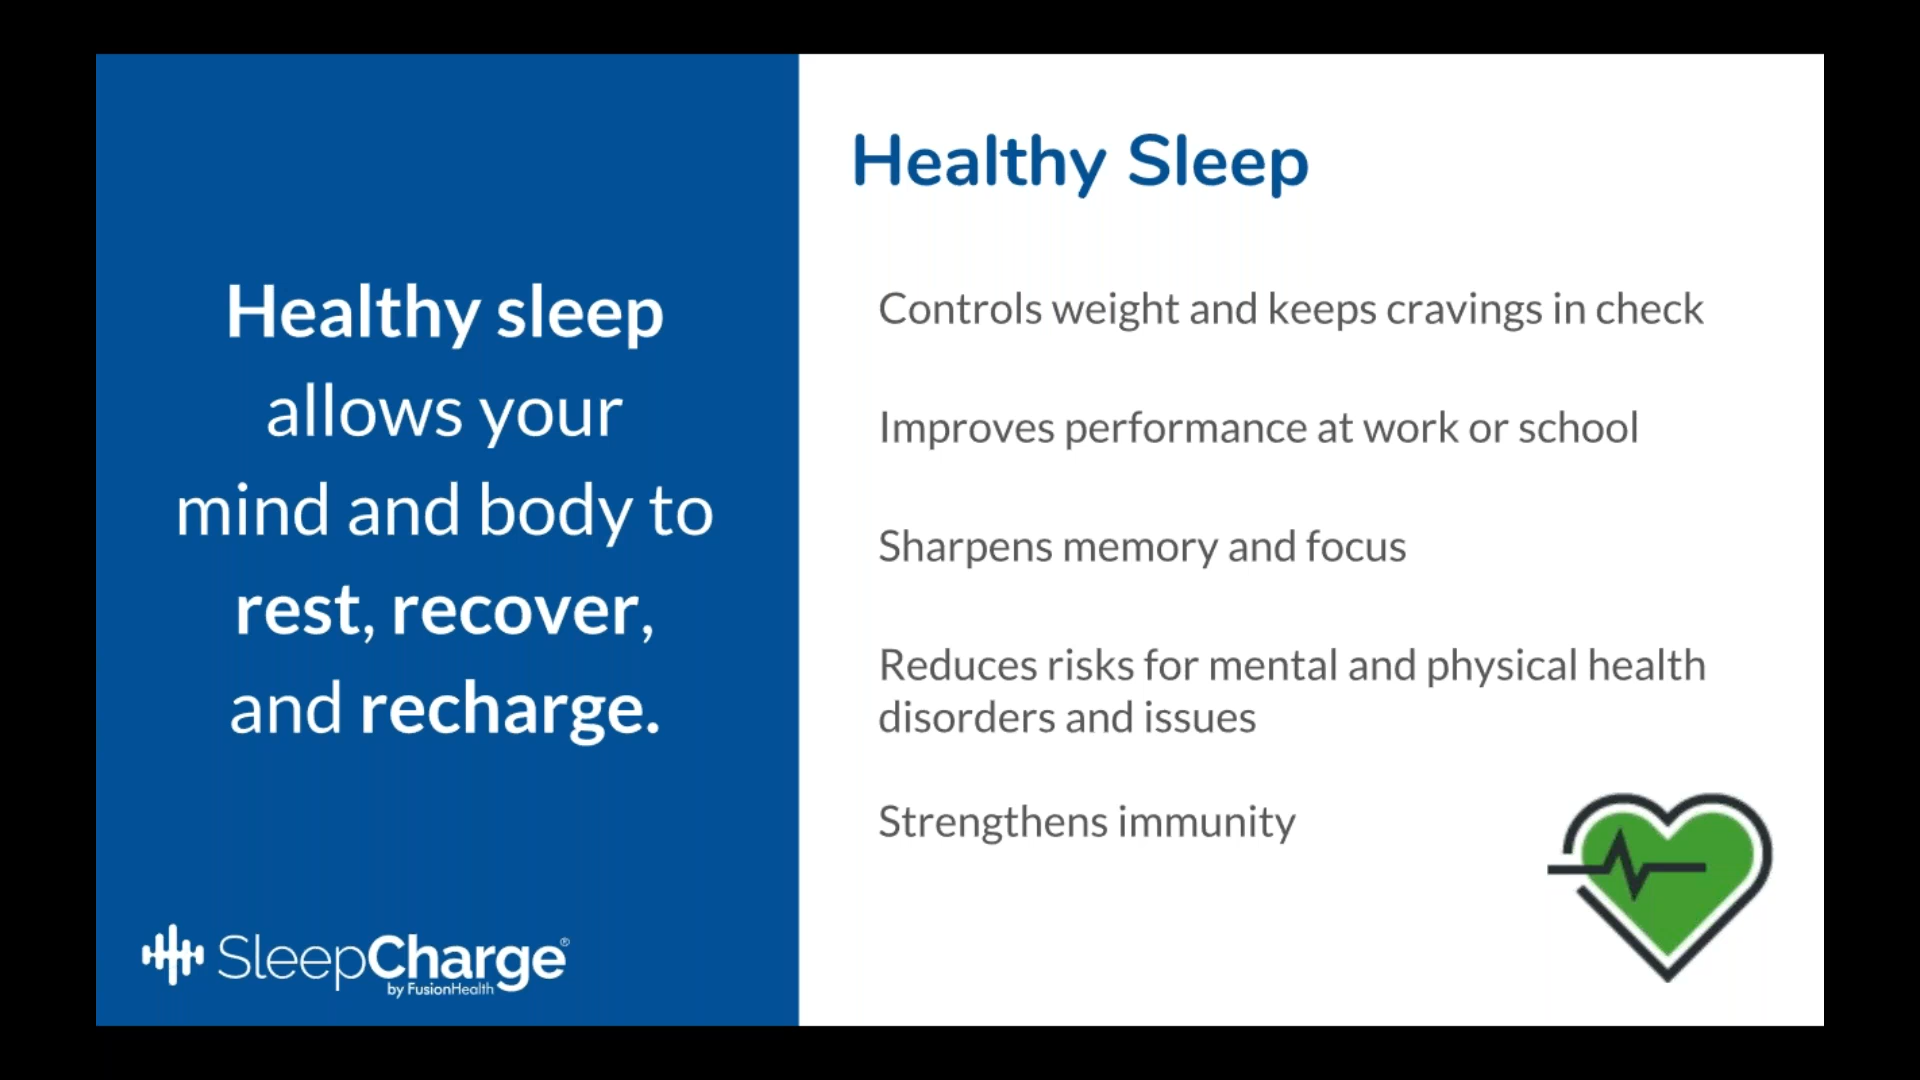 Healthy sleep
allows your
mind and body to
rest, recover,
and recharge.
SleepCharge®
by FusionHealth
Healthy Sleep
Controls weight and keeps cravings in check
Improves performance at work or school
Sharpens memory and focus
Reduces risks for mental and physical health
disorders and issues
Strengthens immunity